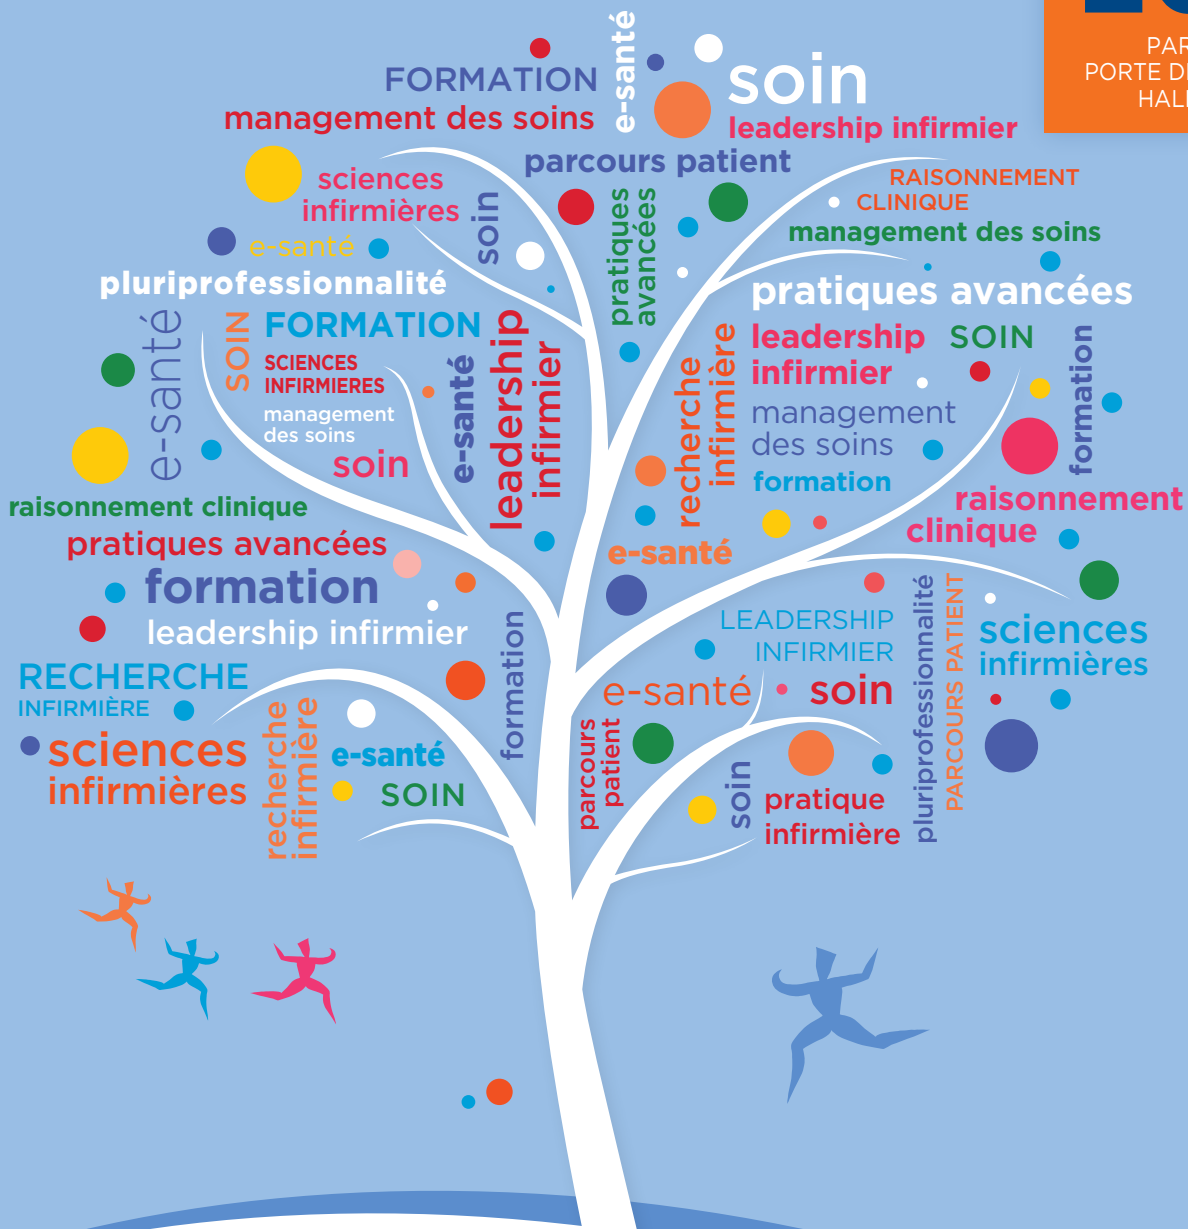 PAR
PORTE DE
HALL
FORMATION
e-santé
soin
management des soins
leadership infirmier
parcours patient
sciences
infirmières
soin
pratiques
avancées
RAISONNEMENT
CLINIQUE
management des soins
e-santé
pluriprofessionnalité
pratiques avancées
e-santé
SOIN
FORMATION
SCIENCES
INFIRMIERES
management
des soins
soin
e-santé
leadership
infirmier
recherche
infirmière
leadership
infirmier
SOIN
management
des soins
formation
formation
raisonnement clinique
raisonnement
clinique
pratiques avancées
e-santé
formation
leadership infirmier
formation
LEADERSHIP
INFIRMIER
pluriprofessionnalité
PARCOURS PATIENT
sciences
infirmières
RECHERCHE
INFIRMIÈRE
e-santé
soin
sciences
infirmières
recherche
infirmière
e-santé
SOIN
parcours
patient
soin
pratique
infirmière